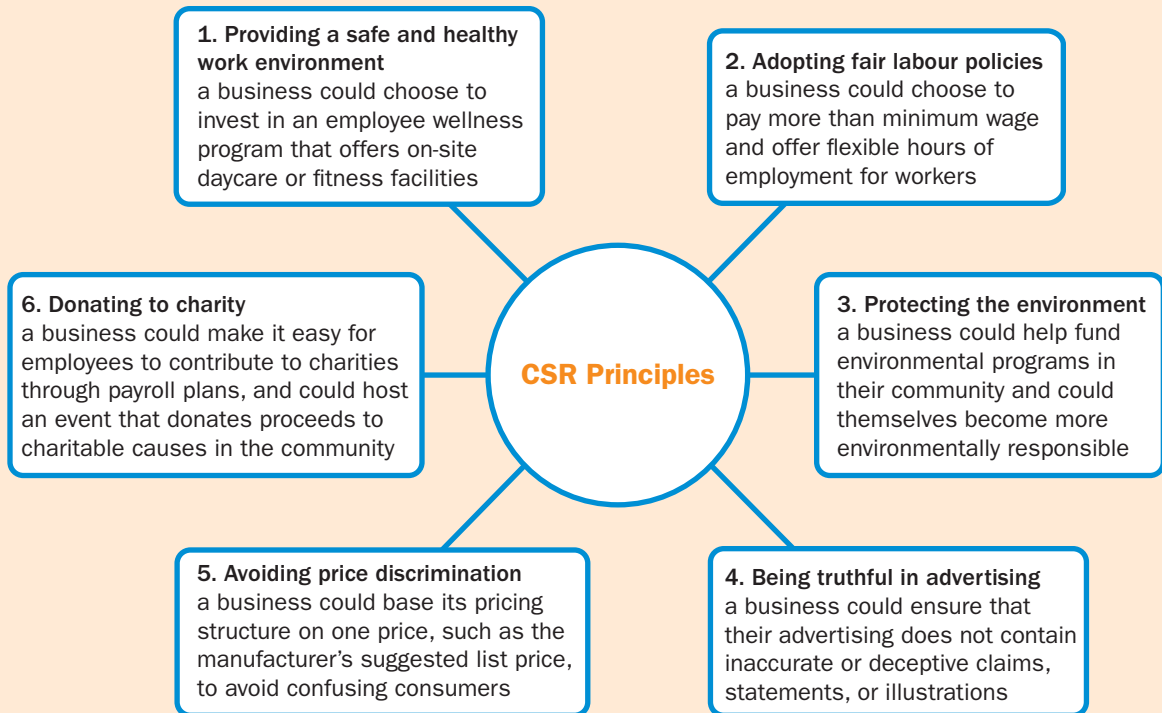 1. Providing a safe and healthy
work environment
a business could choose to
invest in an employee wellness
program that offers on-site
daycare or fitness facilities
2. Adopting fair labour policies
a business could choose to
pay more than minimum wage
and offer flexible hours of
employment for workers
6. Donating to charity
a business could make it easy for
employees to contribute to charities
through payroll plans, and could host
an event that donates proceeds to
charitable causes in the community
CSR Principles
3. Protecting the environment
a business could help fund
environmental programs in
their community and could
themselves become more
environmentally responsible
5. Avoiding price discrimination
a business could base its pricing
structure on one price, such as the
manufacturer’s suggested list price,
to avoid confusing consumers
4. Being truthful in advertising
a business could ensure that
their advertising does not contain
inaccurate or deceptive claims,
statements, or illustrations